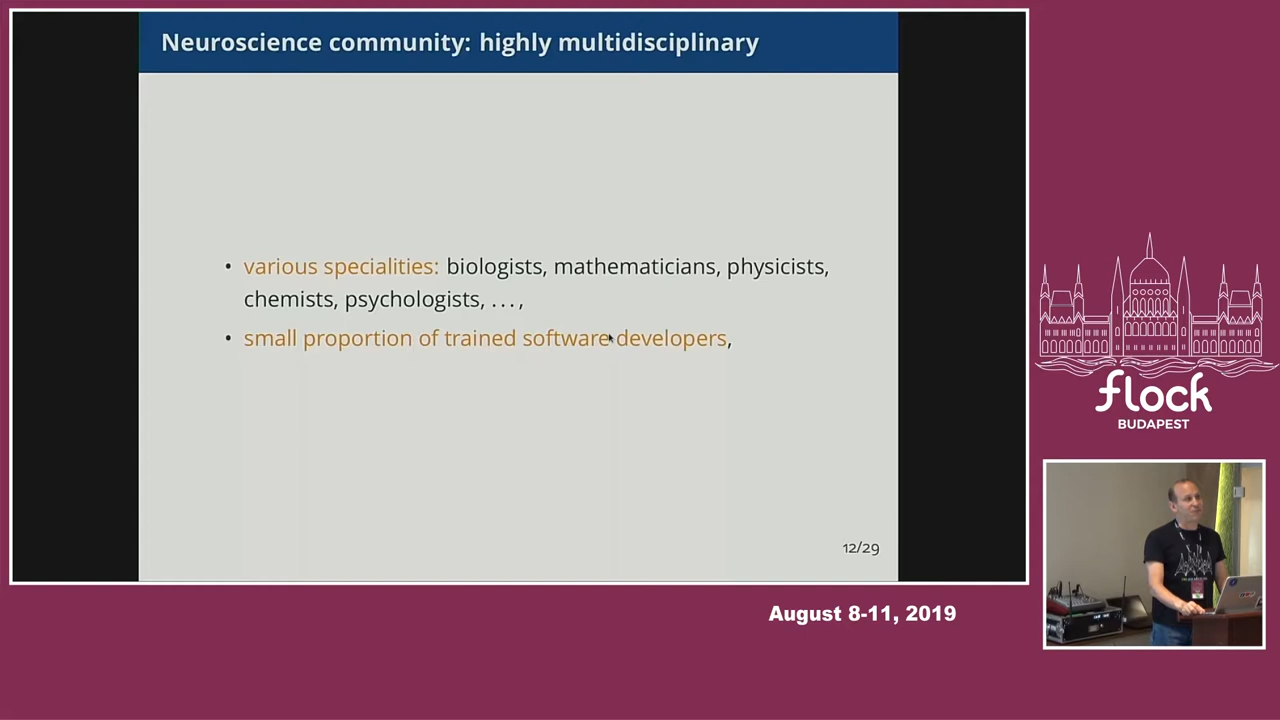 Neuroscience community: highly multidisciplinary
• various specialities: biologists, mathematicians, physicists,
chemists, psychologists, ...,
• small proportion of trained software developers,
12/29
flock
BUDAPEST
August 8-11, 2019